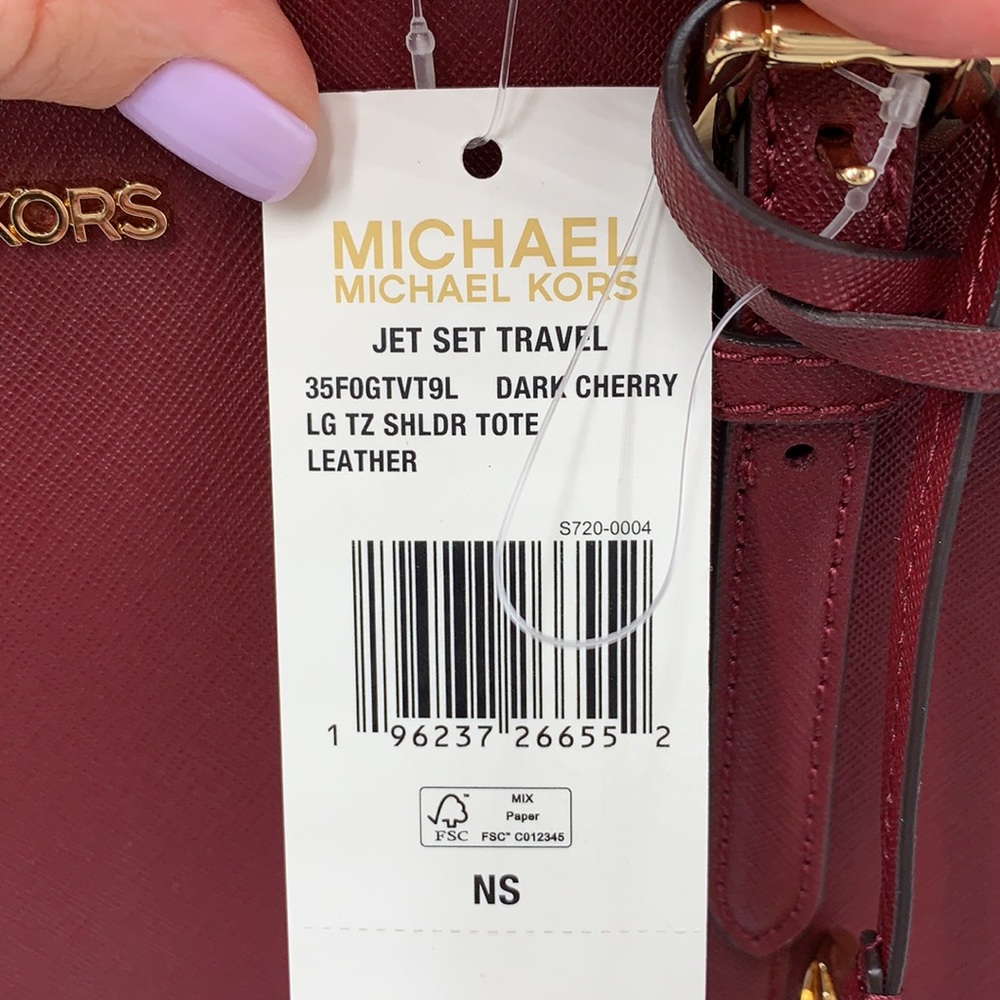 KORS
MICHAEL
MICHAEL KORS
JET SET TRAVEL
35F0GTVT9L DARK CHERRY
LG TZ SHLDR TOTE
LEATHER
S720-0004
1 96237 26655 2
FSC
MIX
Paper
FSC™ C012345
NS